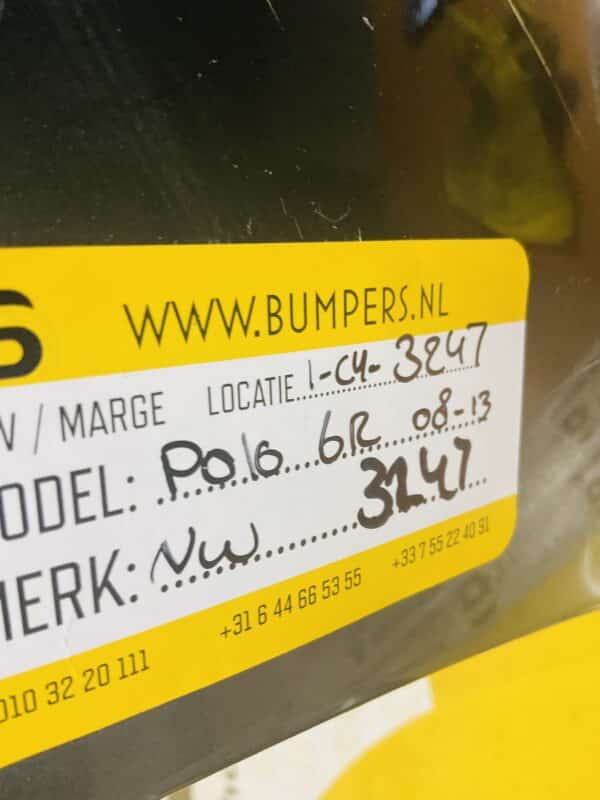 S WWW.BUMPERS.NL
W / MARGE LOCATIE 1-C4-3247
ODEL: Polo 6R 08-13
MERK: VW 3247
010 32 20 111 +31 6 44 66 53 55 +33 7 55 22 40 91